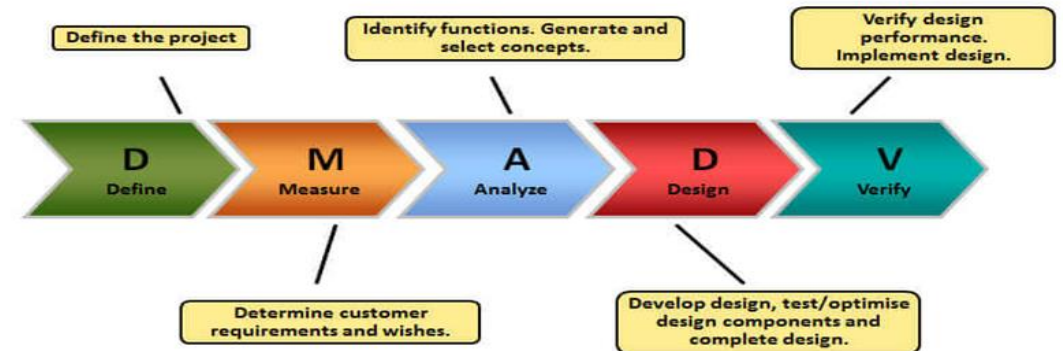 Define the project
Identify functions. Generate and
select concepts.
Verify design
performance.
Implement design.
D
Define
M
Measure
A
Analyze
D
Design
V
Verify
Determine customer
requirements and wishes.
Develop design, test/optimise
design components and
complete design.